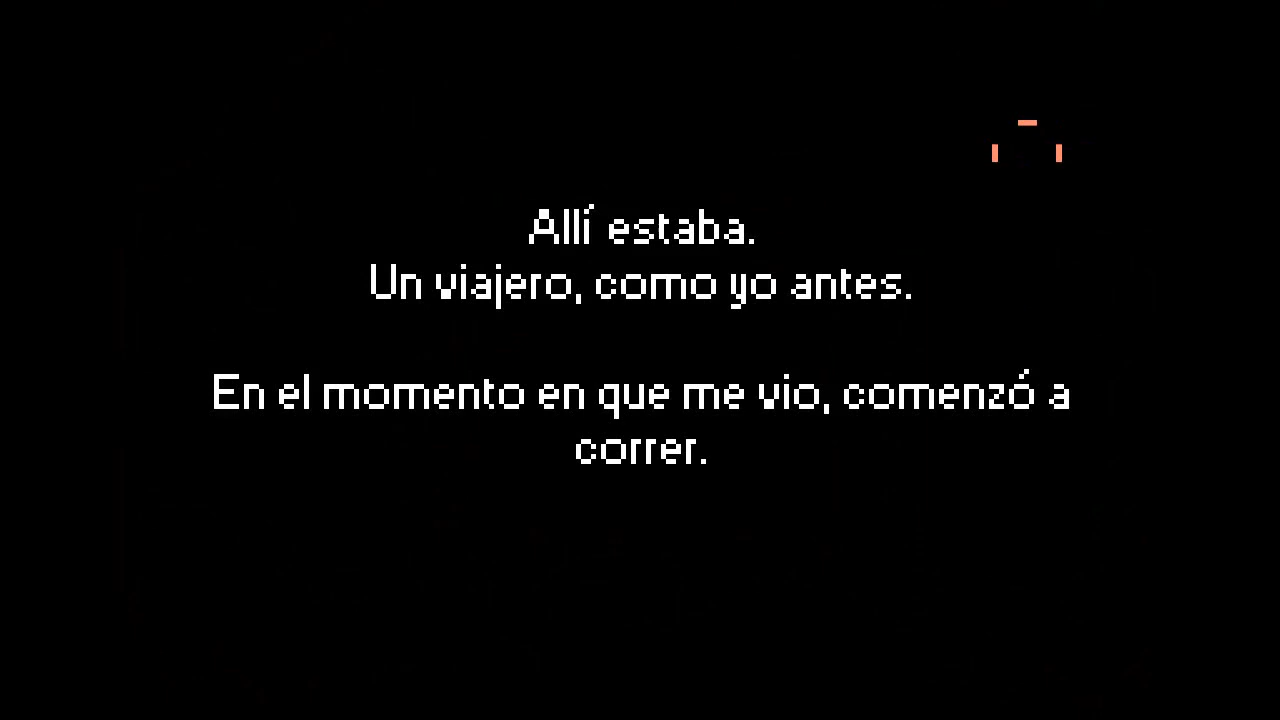 Allí estaba.
Un viajero, como yo antes.
En el momento en que me vio, comenzó a
correr.